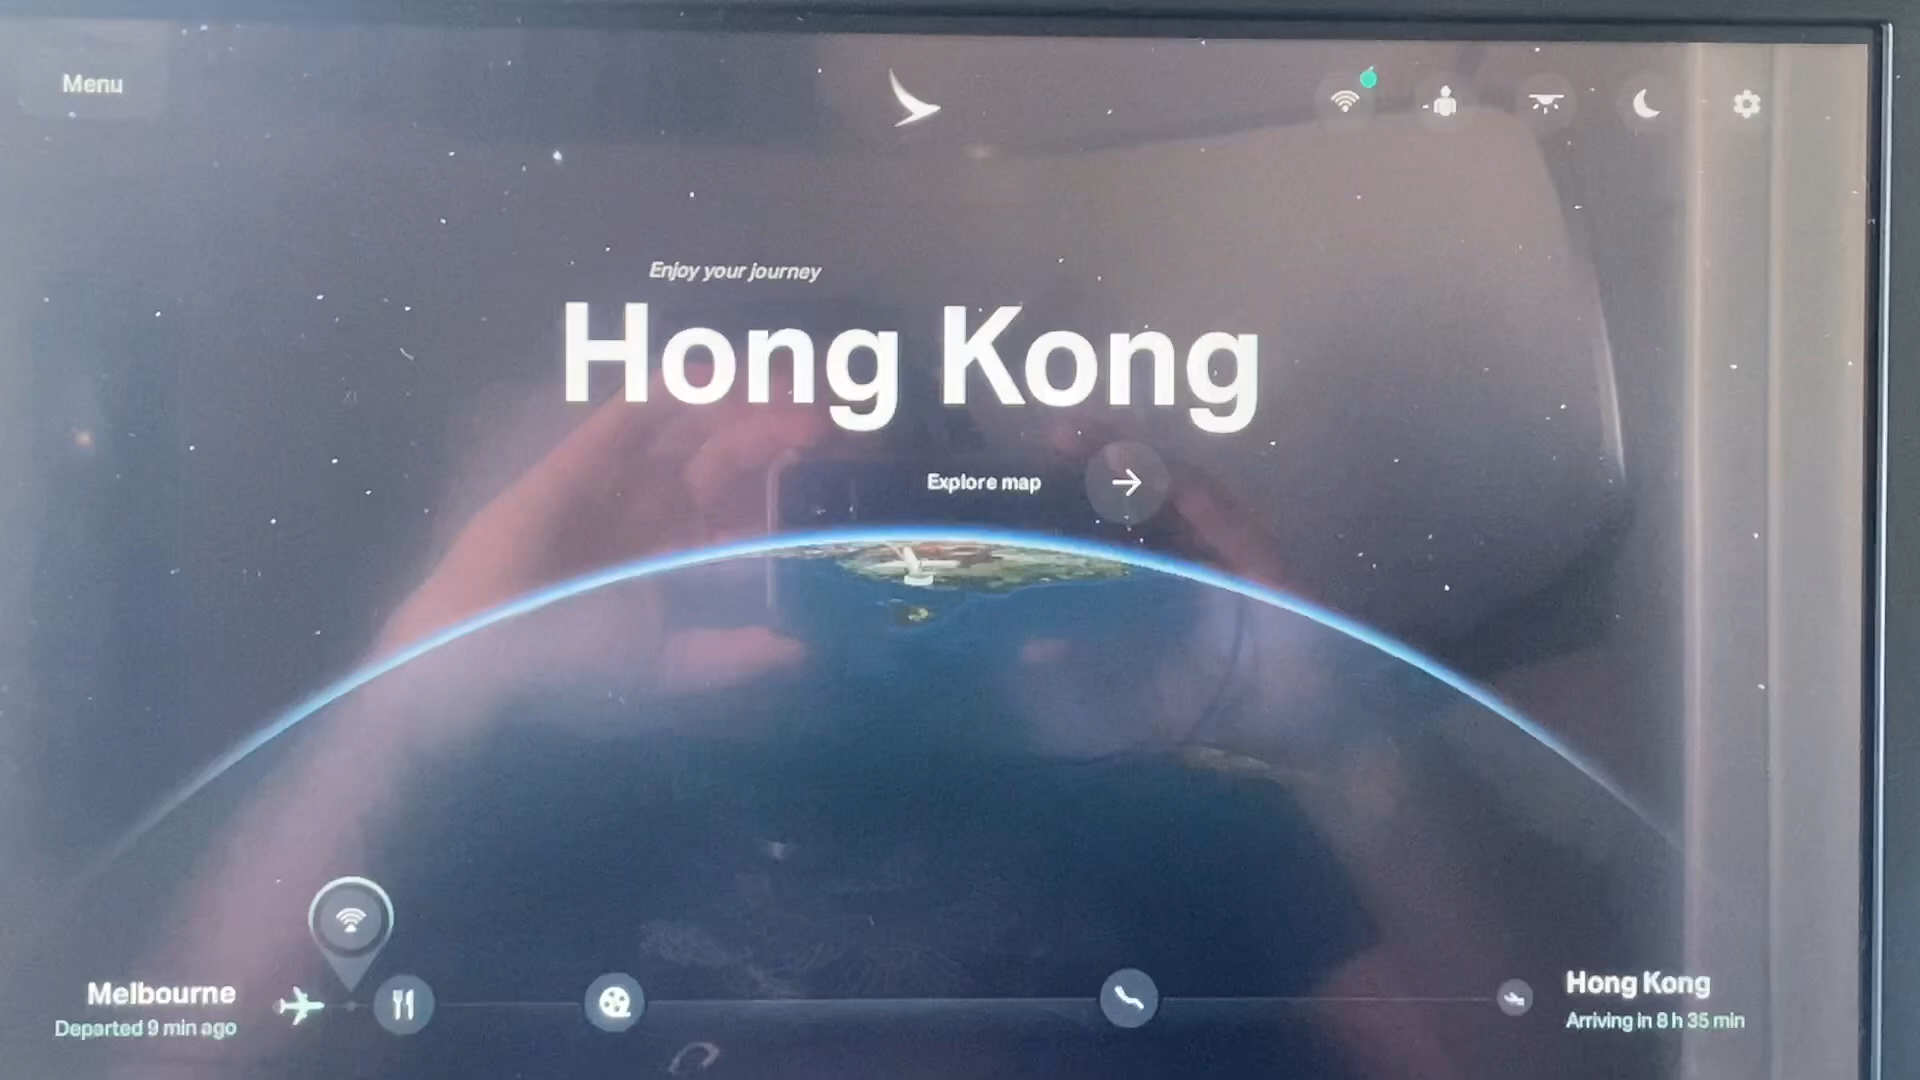 Menu
Enjoy your journey
Hong Kong
Explore map
Melbourne
Departed 9 min ago
Hong Kong
Arriving in 8 h 35 min